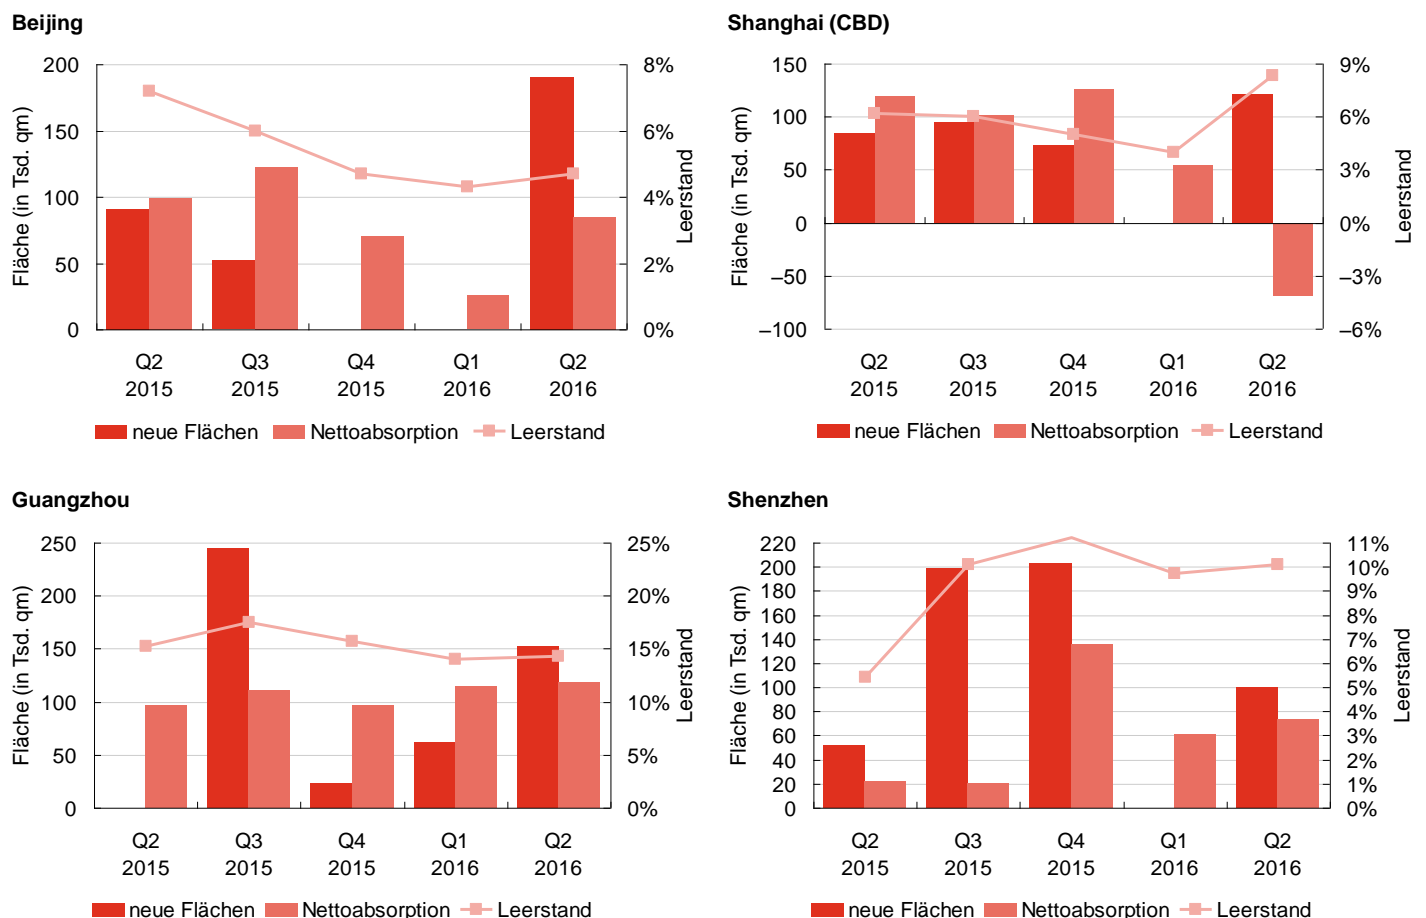 Beijing
Fläche (in Tsd. qm)
200
150
100
50
0
8%
6%
4%
2%
0%
Leerstand
Q2 Q3 Q4 Q1 Q2
2015 2015 2015 2016 2016
neue Flächen Nettoabsorption Leerstand
Shanghai (CBD)
Fläche (in Tsd. qm)
150
100
50
0
–50
–100
9%
6%
3%
0%
–3%
–6%
Leerstand
Q2 Q3 Q4 Q1 Q2
2015 2015 2015 2016 2016
neue Flächen Nettoabsorption Leerstand
Guangzhou
Fläche (in Tsd. qm)
250
200
150
100
50
0
25%
20%
15%
10%
5%
0%
Leerstand
Q2 Q3 Q4 Q1 Q2
2015 2015 2015 2016 2016
neue Flächen Nettoabsorption Leerstand
Shenzhen
Fläche (in Tsd. qm)
220
200
180
160
140
120
100
80
60
40
20
0
11%
10%
9%
8%
7%
6%
5%
4%
3%
2%
1%
0%
Leerstand
Q2 Q3 Q4 Q1 Q2
2015 2015 2015 2016 2016
neue Flächen Nettoabsorption Leerstand